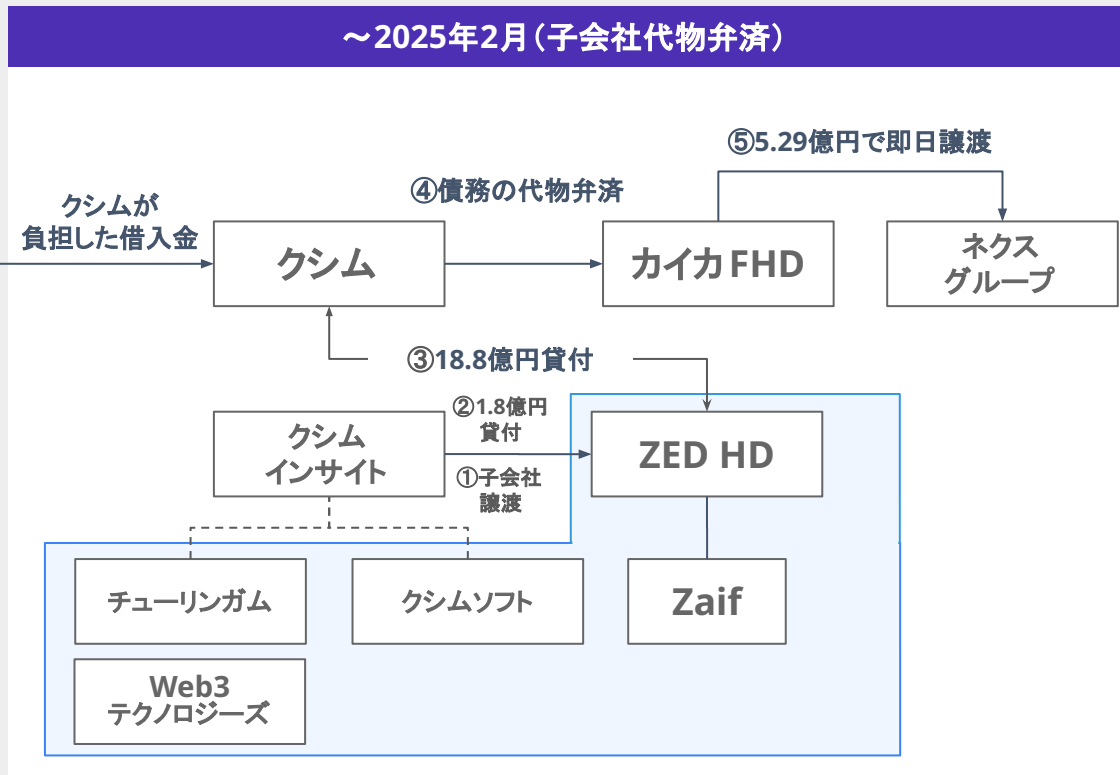 ～2025年2月（子会社代物弁済）
⑤5.29億円で即日譲渡
④債務の代物弁済
クシムが
負担した借入金
クシム
カイカFHD
ネクス
グループ
③18.8億円貸付
②1.8億円
貸付
クシム
インサイト
ZED HD
①子会社
譲渡
チューリンガム
クシムソフト
Zaif
Web3
テクノロジーズ